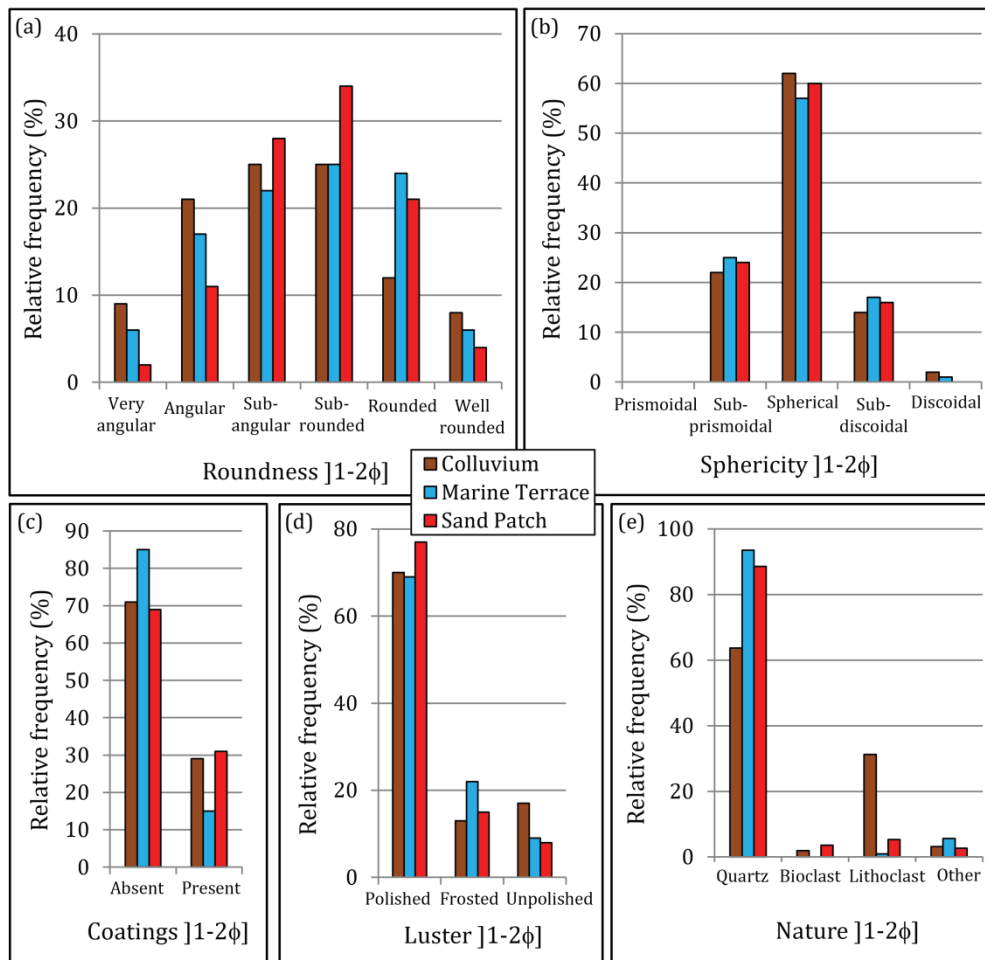 (a)
Relative frequency (%)
40
30
20
10
0
Very angular
Angular
Sub-angular
Sub-rounded
Rounded
Well rounded
Roundness ]1-2ϕ]
(b)
Relative frequency (%)
70
60
50
40
30
20
10
0
Prismoidal
Sub-prismoidal
Spherical
Sub-discoidal
Discoidal
Sphericity ]1-2ϕ]
Colluvium
Marine Terrace
Sand Patch
(c)
Relative frequency (%)
90
80
70
60
50
40
30
20
10
0
Absent
Present
Coatings ]1-2ϕ]
(d)
Relative frequency (%)
80
60
40
20
0
Polished
Frosted
Unpolished
Luster ]1-2ϕ]
(e)
Relative frequency (%)
100
80
60
40
20
0
Quartz
Bioclast
Lithoclast
Other
Nature ]1-2ϕ]